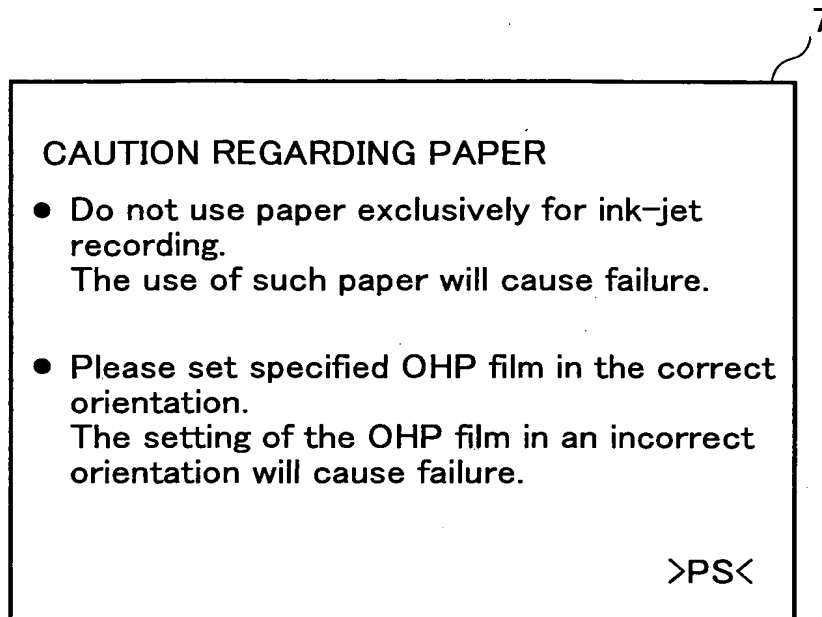 7
CAUTION REGARDING PAPER
● Do not use paper exclusively for ink-jet
recording.
The use of such paper will cause failure.
● Please set specified OHP film in the correct
orientation.
The setting of the OHP film in an incorrect
orientation will cause failure.
>PS<